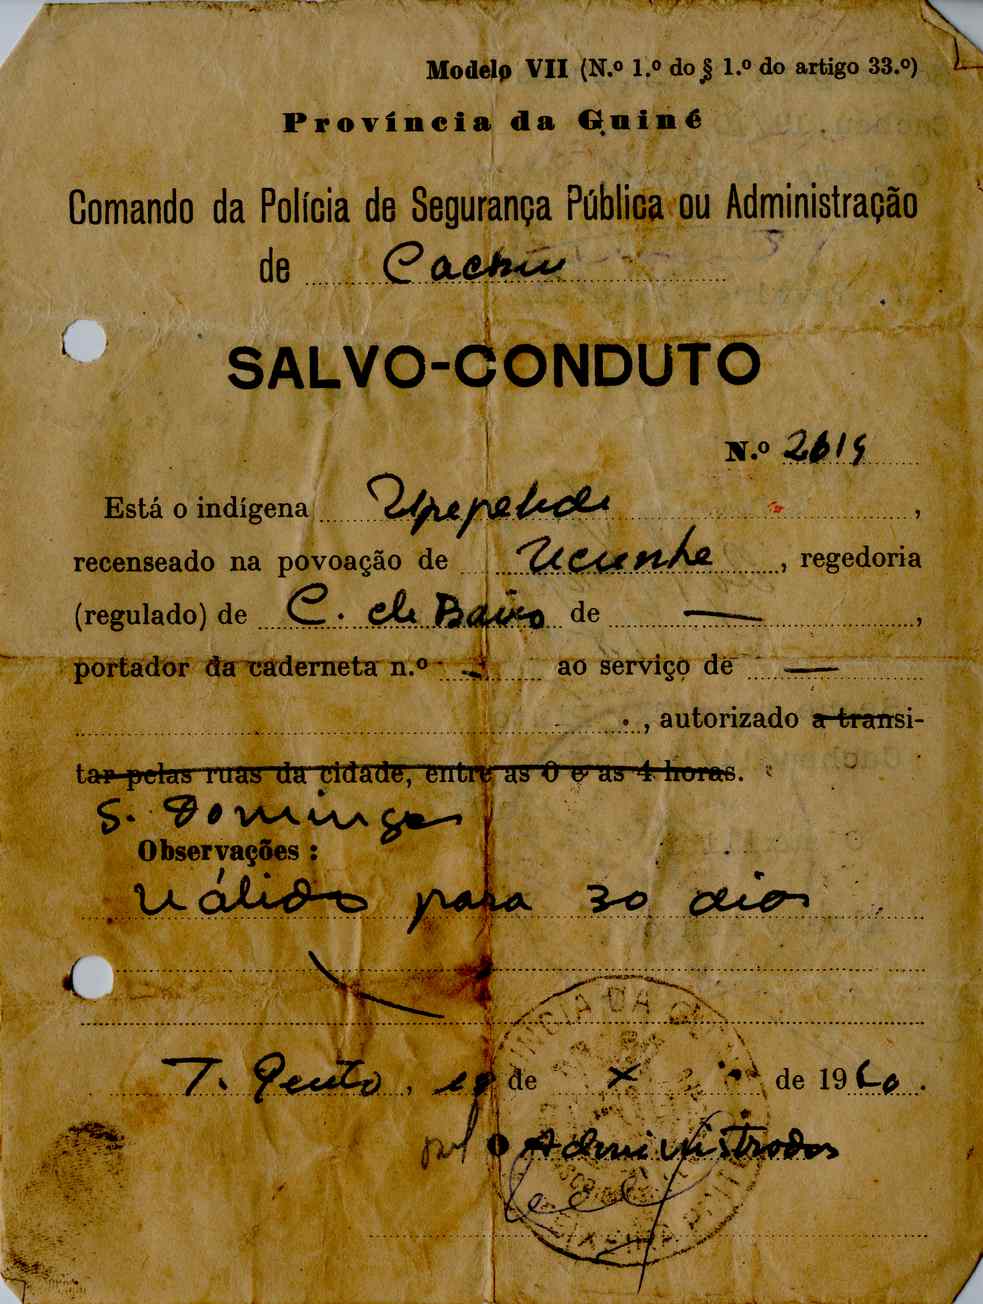 Modelo VII (N.º 1.º do § 1.º do artigo 33.º)
Província da Guiné
Comando da Polícia de Segurança Pública ou Administração
de Cacheu
SALVO-CONDUTO
N.º 2619
Está o indígena ,
recenseado na povoação de Ucunhe, regedoria
(regulado) de C. de Baixo de — ,
portador da caderneta n.º — ao serviço de —
, autorizado a transi-
tar pelas ruas da cidade, entre as 0 e as 4 horas.
S. Domingos
Observações :
Válido para 30 dias
T. Pinto, de X de 1960.
O Administrador